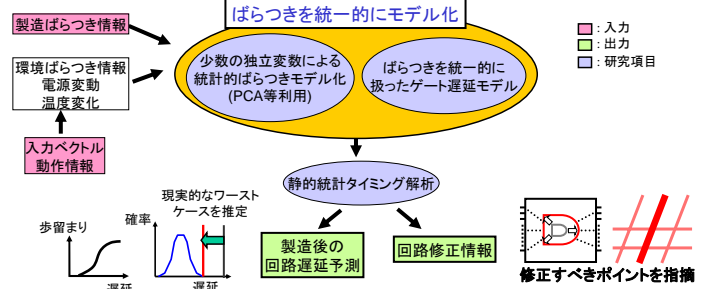 ばらつきを統一的にモデル化
製造ばらつき情報
環境ばらつき情報
電源変動
温度変化
入力ベクトル
動作情報
少数の独立変数による
統計的ばらつきモデル化
(PCA等利用)
ばらつきを統一的に
扱ったゲート遅延モデル
：入力
：出力
：研究項目
静的統計タイミング解析
現実的なワースト
ケースを推定
歩留まり
遅延
確率
遅延
製造後の
回路遅延予測
回路修正情報
修正すべきポイントを指摘